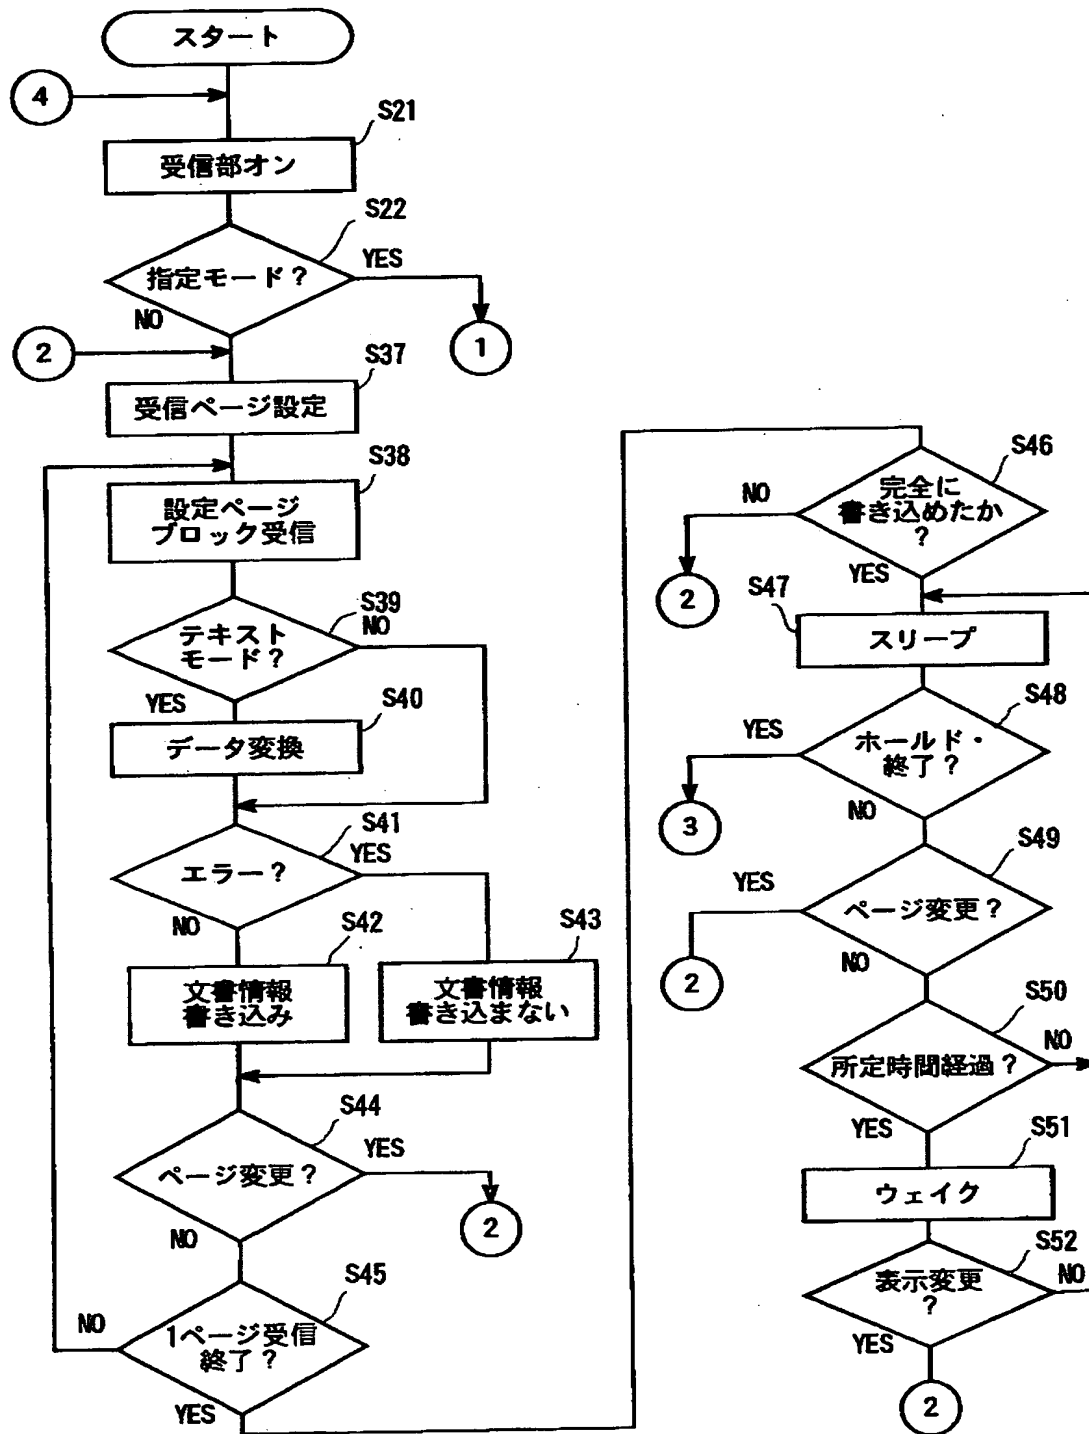 スタート
4
S21
受信部オン
S22
指定モード？
YES
NO
1
2
S37
受信ページ設定
S38
設定ページ
ブロック受信
S39
テキスト
モード？
NO
YES
S40
データ変換
S41
エラー？
YES
NO
S42
文書情報
書き込み
S43
文書情報
書き込まない
S44
ページ変更？
YES
2
NO
S45
1ページ受信
終了？
NO
YES
S46
完全に
書き込めたか
？
NO
2
YES
S47
スリープ
S48
ホールド・
終了？
YES
3
NO
S49
ページ変更？
YES
2
NO
S50
所定時間経過？
NO
YES
S51
ウェイク
S52
表示変更
？
NO
YES
2